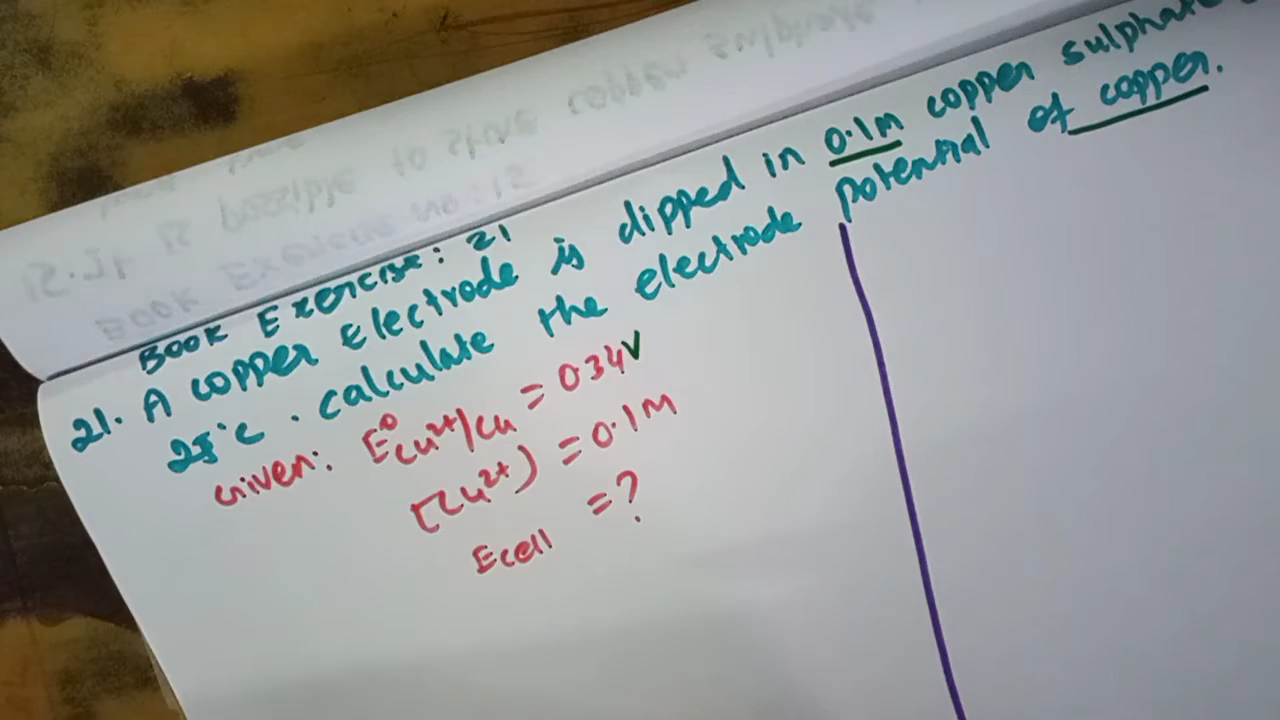 Book Exercise: 21
21. A copper Electrode is dipped in 0.1M copper sulphate
25°C. calculate the electrode potential of copper.
Given: E°Cu²⁺/Cu = 0.34V
[Cu²⁺) = 0.1M
Ecell = ?